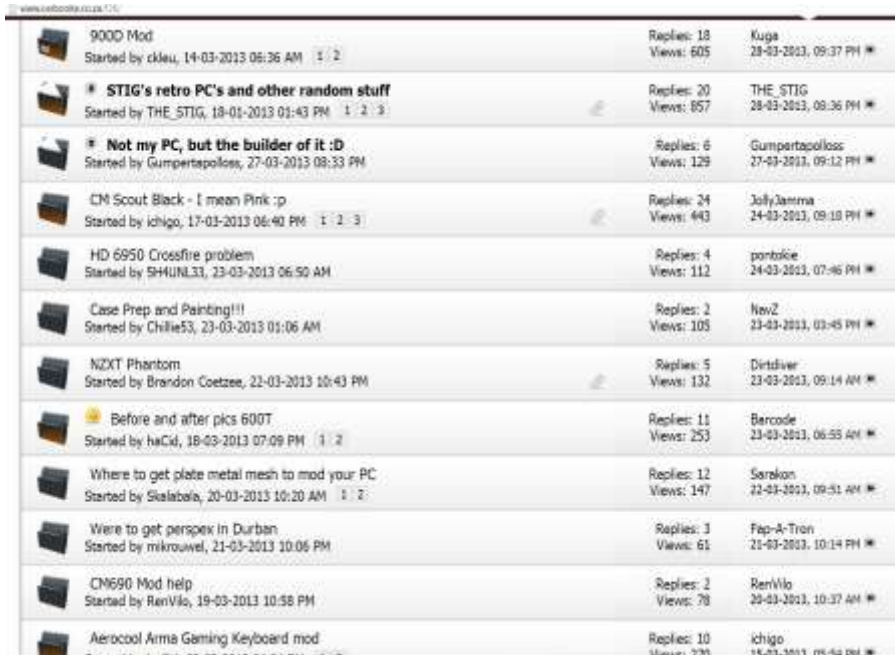 900D Mod
Started by ckleu, 14-03-2013 06:36 AM 1 2
Replies: 18
Views: 605
Kuga
28-03-2013, 09:37 PM
STIG's retro PC's and other random stuff
Started by THE_STIG, 18-01-2013 01:43 PM 1 2 3
Replies: 20
Views: 857
THE_STIG
28-03-2013, 08:36 PM
Not my PC, but the builder of it :D
Started by Gumpertapolloss, 27-03-2013 08:33 PM
Replies: 6
Views: 129
Gumpertapolloss
27-03-2013, 09:12 PM
CM Scout Black - I mean Pink :p
Started by ichigo, 17-03-2013 06:40 PM 1 2 3
Replies: 24
Views: 443
JollyJamma
24-03-2013, 09:18 PM
HD 6950 Crossfire problem
Started by SH4UNL33, 23-03-2013 06:50 AM
Replies: 4
Views: 112
pontokie
24-03-2013, 07:46 PM
Case Prep and Painting!!!
Started by Chillie53, 23-03-2013 01:06 AM
Replies: 2
Views: 105
NavZ
23-03-2013, 03:45 PM
NZXT Phantom
Started by Brandon Coetzee, 22-03-2013 10:43 PM
Replies: 5
Views: 132
Dirtdiver
23-03-2013, 09:14 AM
Before and after pics 600T
Started by haCid, 18-03-2013 07:09 PM 1 2
Replies: 11
Views: 253
Barcode
23-03-2013, 06:55 AM
Where to get plate metal mesh to mod your PC
Started by Skalabala, 20-03-2013 10:20 AM 1 2
Replies: 12
Views: 147
Sarakon
22-03-2013, 09:51 AM
Were to get perspex in Durban
Started by mikrouwel, 21-03-2013 10:06 PM
Replies: 3
Views: 61
Pap-A-Tron
21-03-2013, 10:14 PM
CM690 Mod help
Started by RenVilo, 19-03-2013 10:58 PM
Replies: 2
Views: 78
RenVilo
20-03-2013, 10:37 AM
Aerocool Arma Gaming Keyboard mod
Replies: 10
ichigo